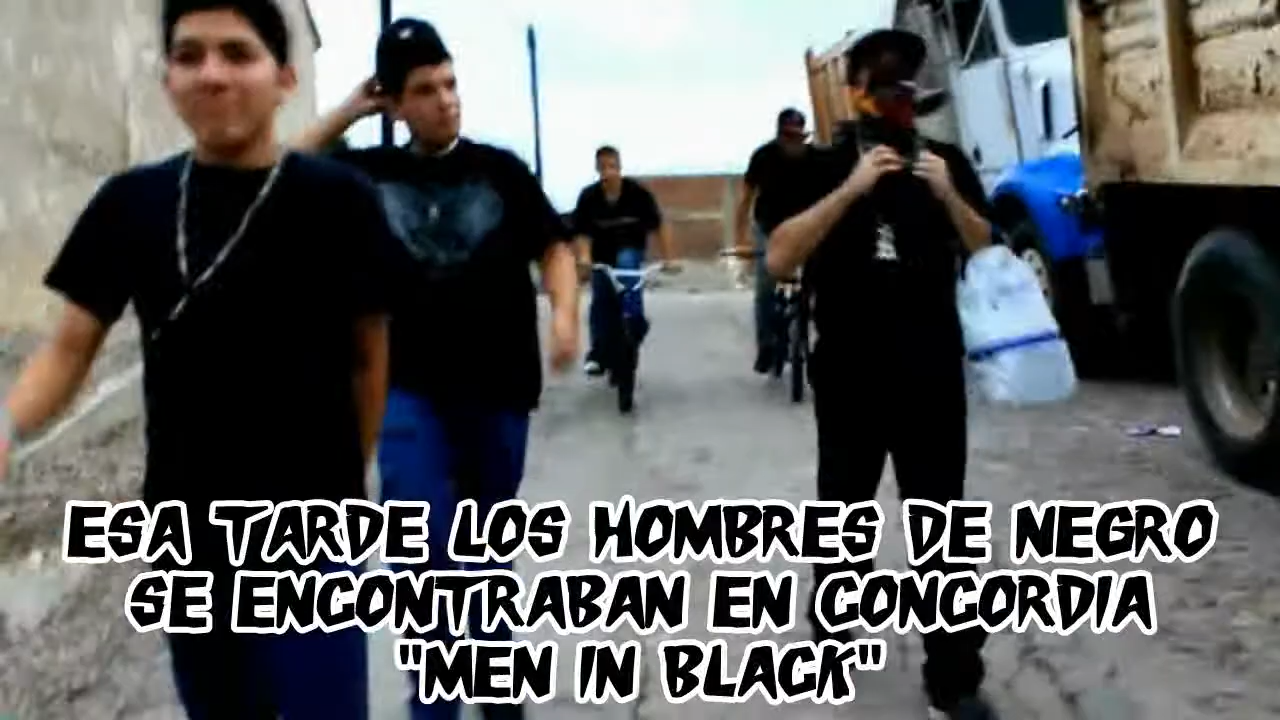 ESA TARDE LOS HOMBRES DE NEGRO
SE ENCONTRABAN EN CONCORDIA
"MEN IN BLACK"